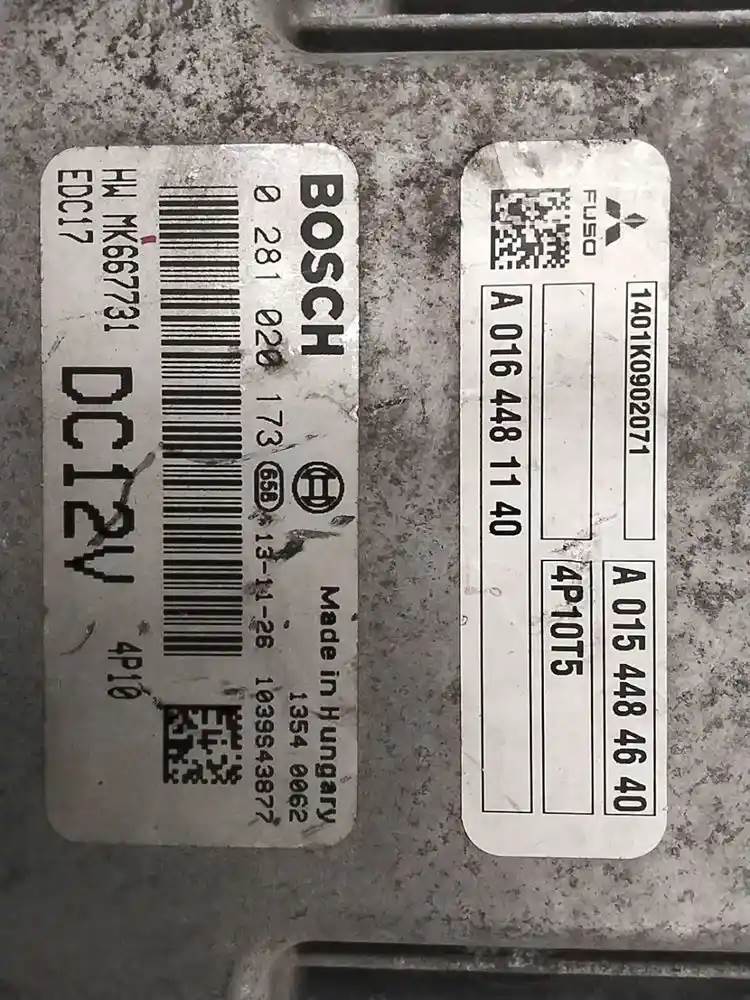 BOSCH
Made in Hungary
1354 0062
0 281 020 173 658 13-11-26 1039S43877
HW MK667731
EDC17
DC12V
4P10
FUSO
1401K0902071
A 015 448 46 40
4P10T5
A 016 448 11 40